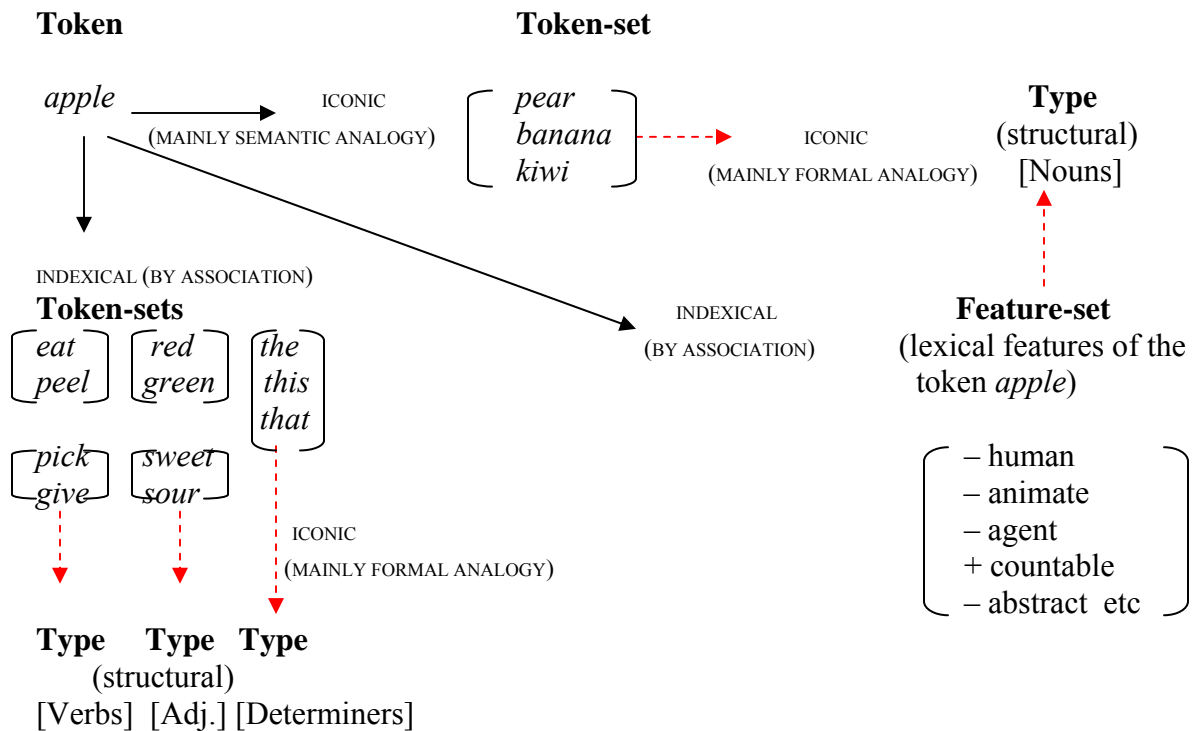 Token
Token-set
apple
ICONIC
(MAINLY SEMANTIC ANALOGY)
pear
banana
kiwi
ICONIC
(MAINLY FORMAL ANALOGY)
Type
(structural)
[Nouns]
INDEXICAL (BY ASSOCIATION)
Token-sets
eat
peel
red
green
the
this
that
pick
give
sweet
sour
INDEXICAL
(BY ASSOCIATION)
Feature-set
(lexical features of the
token apple)
– human
– animate
– agent
+ countable
– abstract etc
ICONIC
(MAINLY FORMAL ANALOGY)
Type Type Type
(structural)
[Verbs] [Adj.] [Determiners]